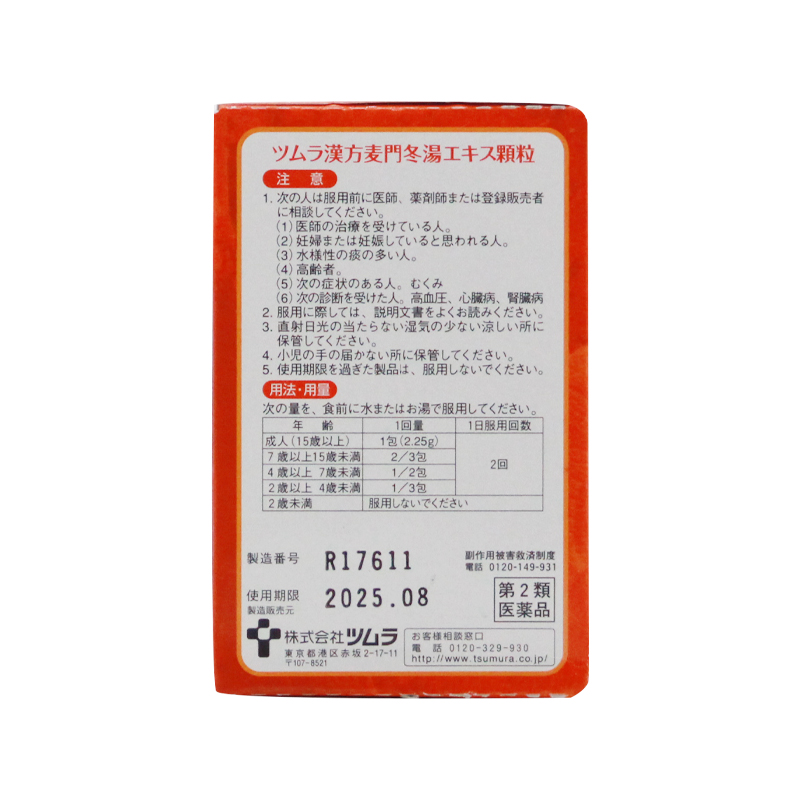 ツムラ漢方麦門冬湯エキス顆粒
注意
1. 次の人は服用前に医師、薬剤師または登録販売者
に相談してください。
(1)医師の治療を受けている人。
(2)妊婦または妊娠していると思われる人。
(3)水様性の痰の多い人。
(4)高齢者。
(5)次の症状のある人。むくみ
(6)次の診断を受けた人。高血圧、心臓病、腎臓病
2. 服用に際しては、説明文書をよくお読みください。
3. 直射日光の当たらない湿気の少ない涼しい所に
保管してください。
4. 小児の手の届かない所に保管してください。
5. 使用期限を過ぎた製品は、服用しないでください。
用法・用量
次の量を、食前に水またはお湯で服用してください。
年齢 1回量 1日服用回数
成人(15歳以上) 1包(2.25g)
7歳以上15歳未満 2/3包
2回
4歳以上 7歳未満 1/2包
2歳以上 4歳未満 1/3包
2歳未満 服用しないでください
製造番号 R17611
副作用被害救済制度
電話 0120-149-931
使用期限 2025.08
第2類
医薬品
製造販売元
株式会社ツムラ
東京都港区赤坂2-17-11
〒107-8521
お客様相談窓口
電話 0120-329-930
http://www.tsumura.co.jp/